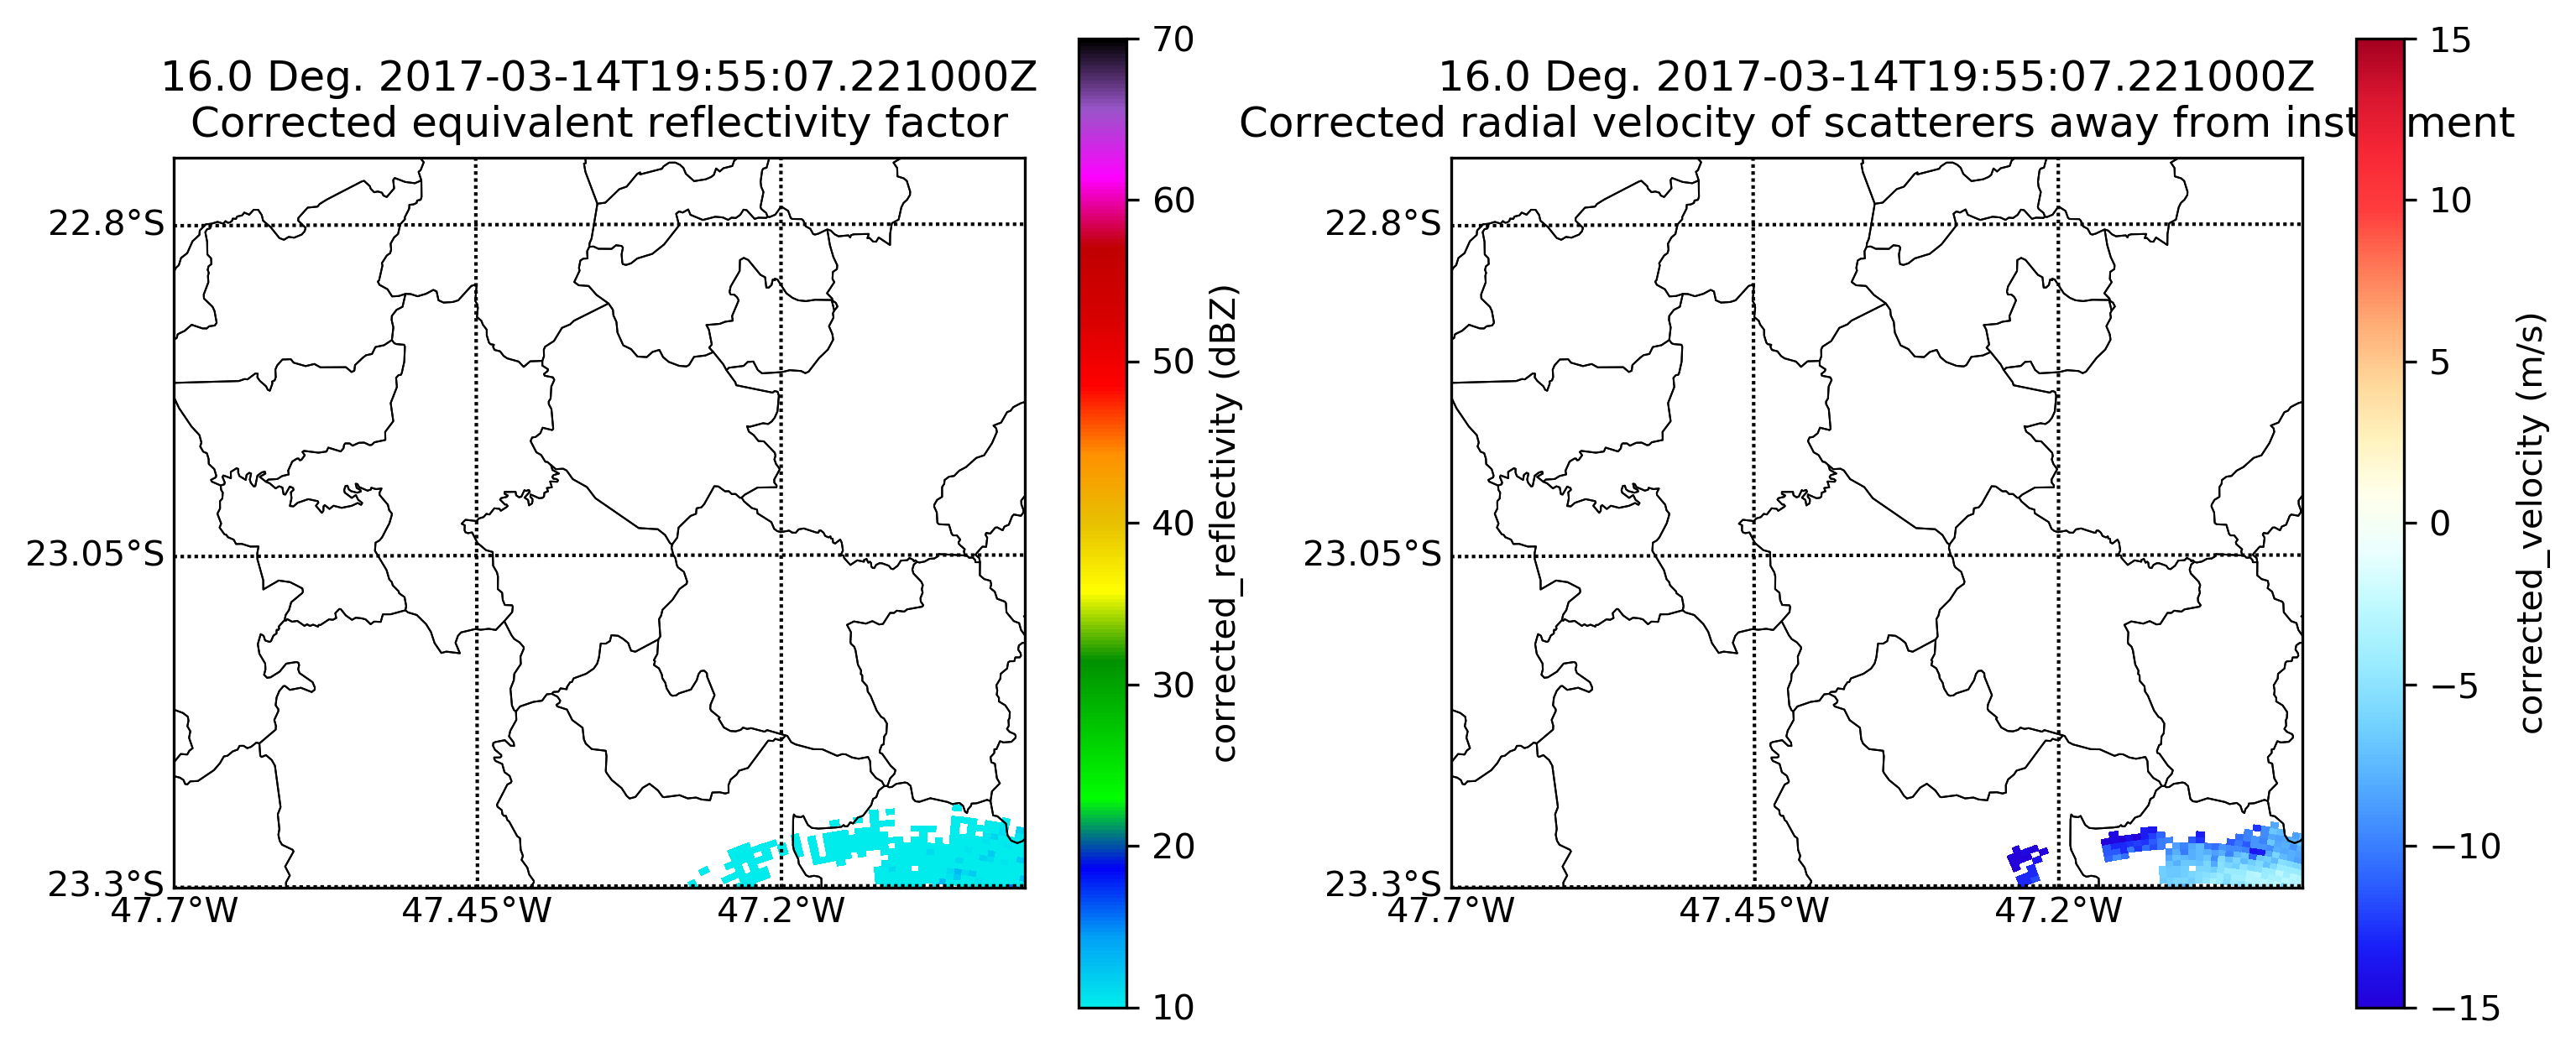 16.0 Deg. 2017-03-14T19:55:07.221000Z
Corrected equivalent reflectivity factor
22.8°S
23.05°S
23.3°S
47.7°W
47.45°W
47.2°W
70
60
50
40
30
20
10
corrected_reflectivity (dBZ)
16.0 Deg. 2017-03-14T19:55:07.221000Z
Corrected radial velocity of scatterers away from inst ment
22.8°S
23.05°S
23.3°S
47.7°W
47.45°W
47.2°W
15
10
5
0
−5
−10
−15
corrected_velocity (m/s)